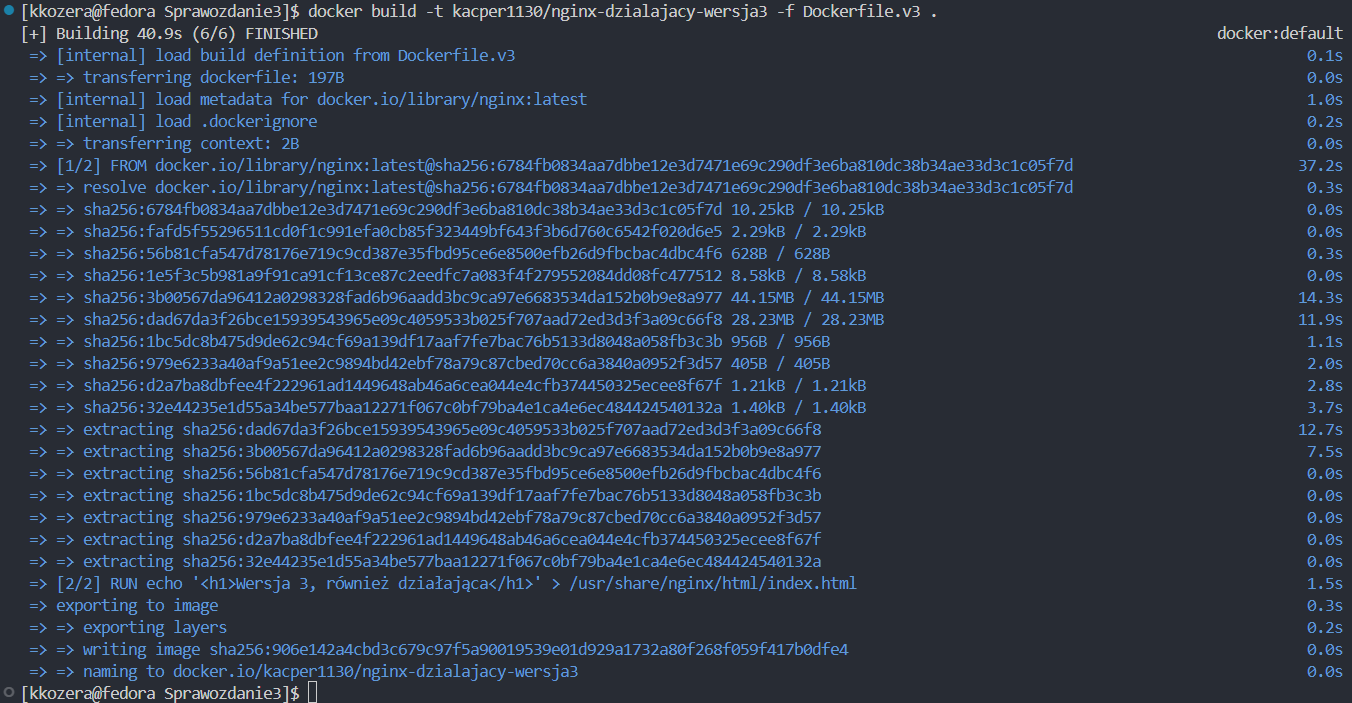 [kkozera@fedora Sprawozdanie3]$ docker build -t kacper1130/nginx-dzialajacy-wersja3 -f Dockerfile.v3 .
[+] Building 40.9s (6/6) FINISHED docker:default
=> [internal] load build definition from Dockerfile.v3 0.1s
=> => transferring dockerfile: 197B 0.0s
=> [internal] load metadata for docker.io/library/nginx:latest 1.0s
=> [internal] load .dockerignore 0.2s
=> => transferring context: 2B 0.0s
=> [1/2] FROM docker.io/library/nginx:latest@sha256:6784fb0834aa7dbbe12e3d7471e69c290df3e6ba810dc38b34ae33d3c1c05f7d 37.2s
=> => resolve docker.io/library/nginx:latest@sha256:6784fb0834aa7dbbe12e3d7471e69c290df3e6ba810dc38b34ae33d3c1c05f7d 0.3s
=> => sha256:6784fb0834aa7dbbe12e3d7471e69c290df3e6ba810dc38b34ae33d3c1c05f7d 10.25kB / 10.25kB 0.0s
=> => sha256:fafd5f55296511cd0f1c991efa0cb85f323449bf643f3b6d760c6542f020d6e5 2.29kB / 2.29kB 0.0s
=> => sha256:56b81cfa547d78176e719c9cd387e35fbd95ce6e8500efb26d9fbcbac4dbc4f6 628B / 628B 0.3s
=> => sha256:1e5f3c5b981a9f91ca91cf13ce87c2eedfc7a083f4f279552084dd08fc477512 8.58kB / 8.58kB 0.0s
=> => sha256:3b00567da96412a0298328fad6b96aadd3bc9ca97e6683534da152b0b9e8a977 44.15MB / 44.15MB 14.3s
=> => sha256:dad67da3f26bce15939543965e09c4059533b025f707aad72ed3d3f3a09c66f8 28.23MB / 28.23MB 11.9s
=> => sha256:1bc5dc8b475d9de62c94cf69a139df17aaf7fe7bac76b5133d8048a058fb3c3b 956B / 956B 1.1s
=> => sha256:979e6233a40af9a51ee2c9894bd42ebf78a79c87cbed70cc6a3840a0952f3d57 405B / 405B 2.0s
=> => sha256:d2a7ba8dbfee4f222961ad1449648ab46a6cea044e4cfb374450325ecee8f67f 1.21kB / 1.21kB 2.8s
=> => sha256:32e44235e1d55a34be577baa12271f067c0bf79ba4e1ca4e6ec484424540132a 1.40kB / 1.40kB 3.7s
=> => extracting sha256:dad67da3f26bce15939543965e09c4059533b025f707aad72ed3d3f3a09c66f8 12.7s
=> => extracting sha256:3b00567da96412a0298328fad6b96aadd3bc9ca97e6683534da152b0b9e8a977 7.5s
=> => extracting sha256:56b81cfa547d78176e719c9cd387e35fbd95ce6e8500efb26d9fbcbac4dbc4f6 0.0s
=> => extracting sha256:1bc5dc8b475d9de62c94cf69a139df17aaf7fe7bac76b5133d8048a058fb3c3b 0.0s
=> => extracting sha256:979e6233a40af9a51ee2c9894bd42ebf78a79c87cbed70cc6a3840a0952f3d57 0.0s
=> => extracting sha256:d2a7ba8dbfee4f222961ad1449648ab46a6cea044e4cfb374450325ecee8f67f 0.0s
=> => extracting sha256:32e44235e1d55a34be577baa12271f067c0bf79ba4e1ca4e6ec484424540132a 0.0s
=> [2/2] RUN echo '<h1>Wersja 3, również działająca</h1>' > /usr/share/nginx/html/index.html 1.5s
=> exporting to image 0.3s
=> => exporting layers 0.2s
=> => writing image sha256:906e142a4cbd3c679c97f5a90019539e01d929a1732a80f268f059f417b0dfe4 0.0s
=> => naming to docker.io/kacper1130/nginx-dzialajacy-wersja3 0.0s
[kkozera@fedora Sprawozdanie3]$